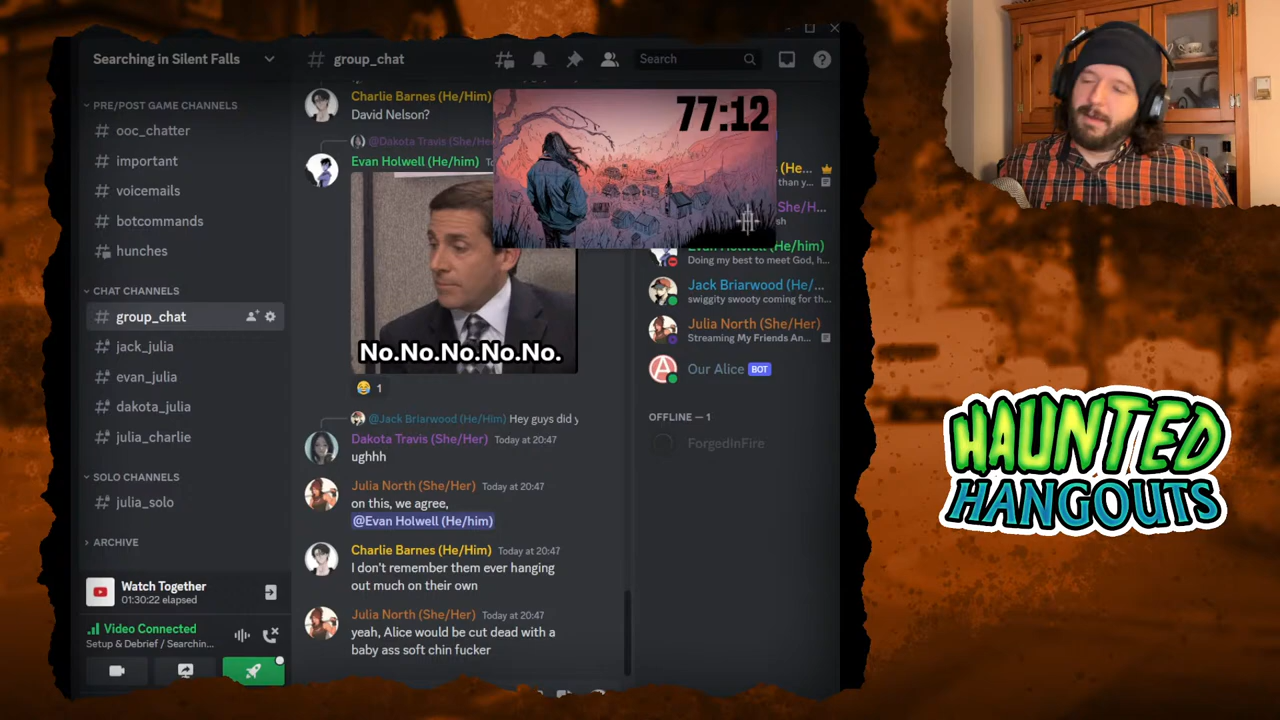 Searching in Silent Falls
PRE/POST GAME CHANNELS
ooc_chatter
important
voicemails
botcommands
hunches
CHAT CHANNELS
group_chat
jack_julia
evan_julia
dakota_julia
julia_charlie
SOLO CHANNELS
julia_solo
ARCHIVE
Watch Together
01:30:22 elapsed
Video Connected
Setup & Debrief / Searchin...
# group_chat
Search
Charlie Barnes (He/Him)
David Nelson?
@Dakota Travis (She/He
Evan Holwell (He/him)
No.No.No.No.No.
😂 1
@Jack Briarwood (He/Him) Hey guys did y
Dakota Travis (She/Her) Today at 20:47
ughhh
Julia North (She/Her) Today at 20:47
on this, we agree,
@Evan Holwell (He/him)
Charlie Barnes (He/Him) Today at 20:47
I don't remember them ever hanging
out much on their own
Julia North (She/Her) Today at 20:47
yeah, Alice would be cut dead with a
baby ass soft chin fucker
77:12
(He...
than y...
She/H...
sh
Evan Holwell (He/him)
Doing my best to meet God, h...
Jack Briarwood (He/...
swiggity swooty coming for th...
Julia North (She/Her)
Streaming My Friends An...
Our Alice BOT
OFFLINE — 1
ForgedInFire
HAUNTED
HANGOUTS